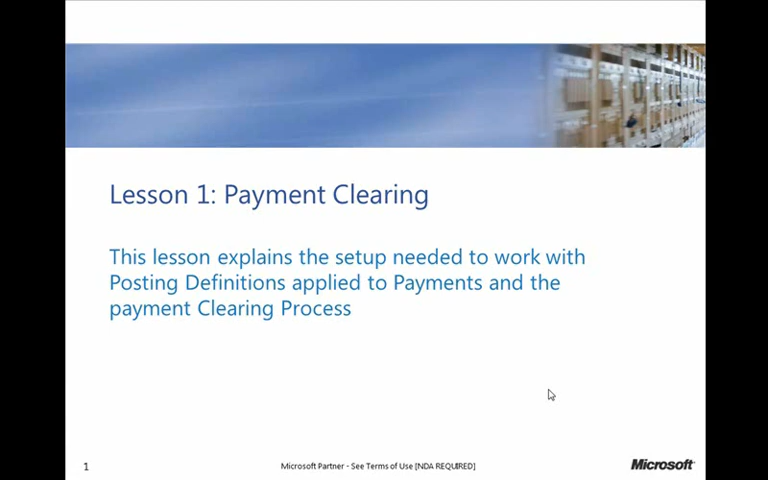 Lesson 1: Payment Clearing
This lesson explains the setup needed to work with
Posting Definitions applied to Payments and the
payment Clearing Process
1
Microsoft Partner - See Terms of Use [NDA REQUIRED]
Microsoft